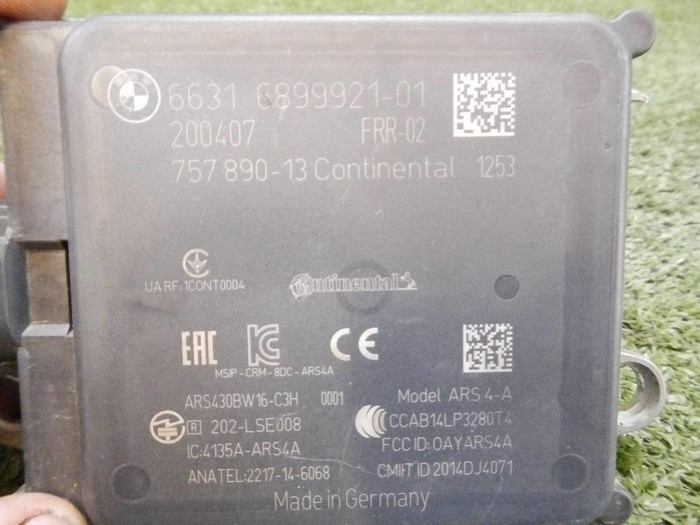 6631 6899921-01
200407 FRR-02
757 890-13 Continental 1253
UA RF: 1CONT0004
Continental
EAC KC CE
MSIP - CRM - 8DC - ARS4A
ARS430BW16-C3H 0001 Model ARS 4-A
R 202-LSE008 CCAB14LP3280T4
IC:4135A-ARS4A FCC ID: OAYARS4A
ANATEL:2217-14-6068 CMIIT ID 2014DJ4071
Made in Germany